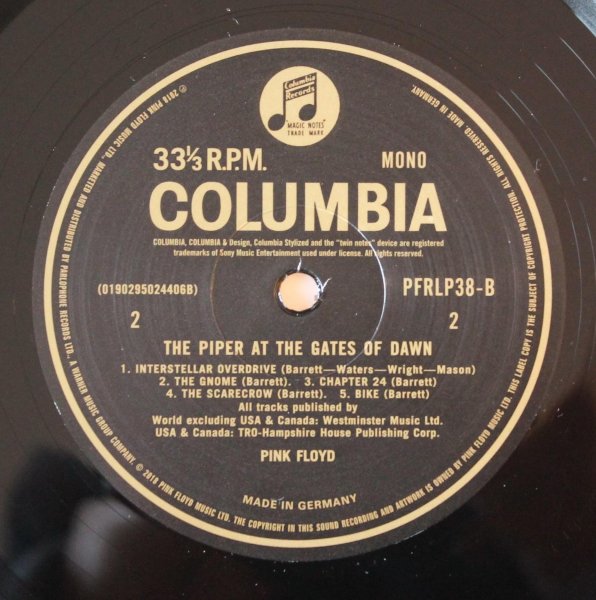 Columbia
Records
MAGIC NOTES
TRADE MARK
33⅓ R.P.M. MONO
COLUMBIA
COLUMBIA, COLUMBIA & Design, Columbia Stylized and the "twin notes" device are registered
trademarks of Sony Music Entertainment used under license. All rights reserved.
(0190295024406B) PFRLP38-B
2 2
THE PIPER AT THE GATES OF DAWN
1. INTERSTELLAR OVERDRIVE (Barrett—Waters—Wright—Mason)
2. THE GNOME (Barrett). 3. CHAPTER 24 (Barrett)
4. THE SCARECROW (Barrett). 5. BIKE (Barrett)
All tracks published by
World excluding USA & Canada: Westminster Music Ltd.
USA & Canada: TRO-Hampshire House Publishing Corp.
PINK FLOYD
MADE IN GERMANY
℗ 2018 PINK FLOYD MUSIC LTD., MARKETED AND DISTRIBUTED BY PARLOPHONE RECORDS LTD., A WARNER MUSIC GROUP COMPANY. © 2018 PINK FLOYD MUSIC LTD. THE COPYRIGHT IN THIS SOUND RECORDING AND ARTWORK IS OWNED BY PINK FLOYD MUSIC LTD. THIS LABEL COPY IS THE SUBJECT OF COPYRIGHT PROTECTION. ALL RIGHTS RESERVED. MADE IN GERMANY.